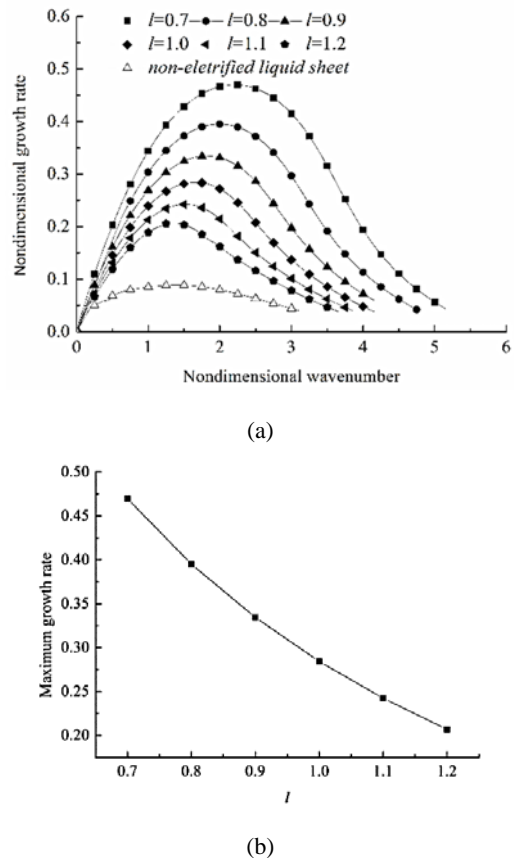 l=0.7 l=0.8 l=0.9
l=1.0 l=1.1 l=1.2
non-eletrified liquid sheet
Nondimensional growth rate
0.6
0.5
0.4
0.3
0.2
0.1
0.0
0 1 2 3 4 5 6
Nondimensional wavenumber
(a)
Maximum growth rate
0.50
0.45
0.40
0.35
0.30
0.25
0.20
0.7 0.8 0.9 1.0 1.1 1.2
l
(b)